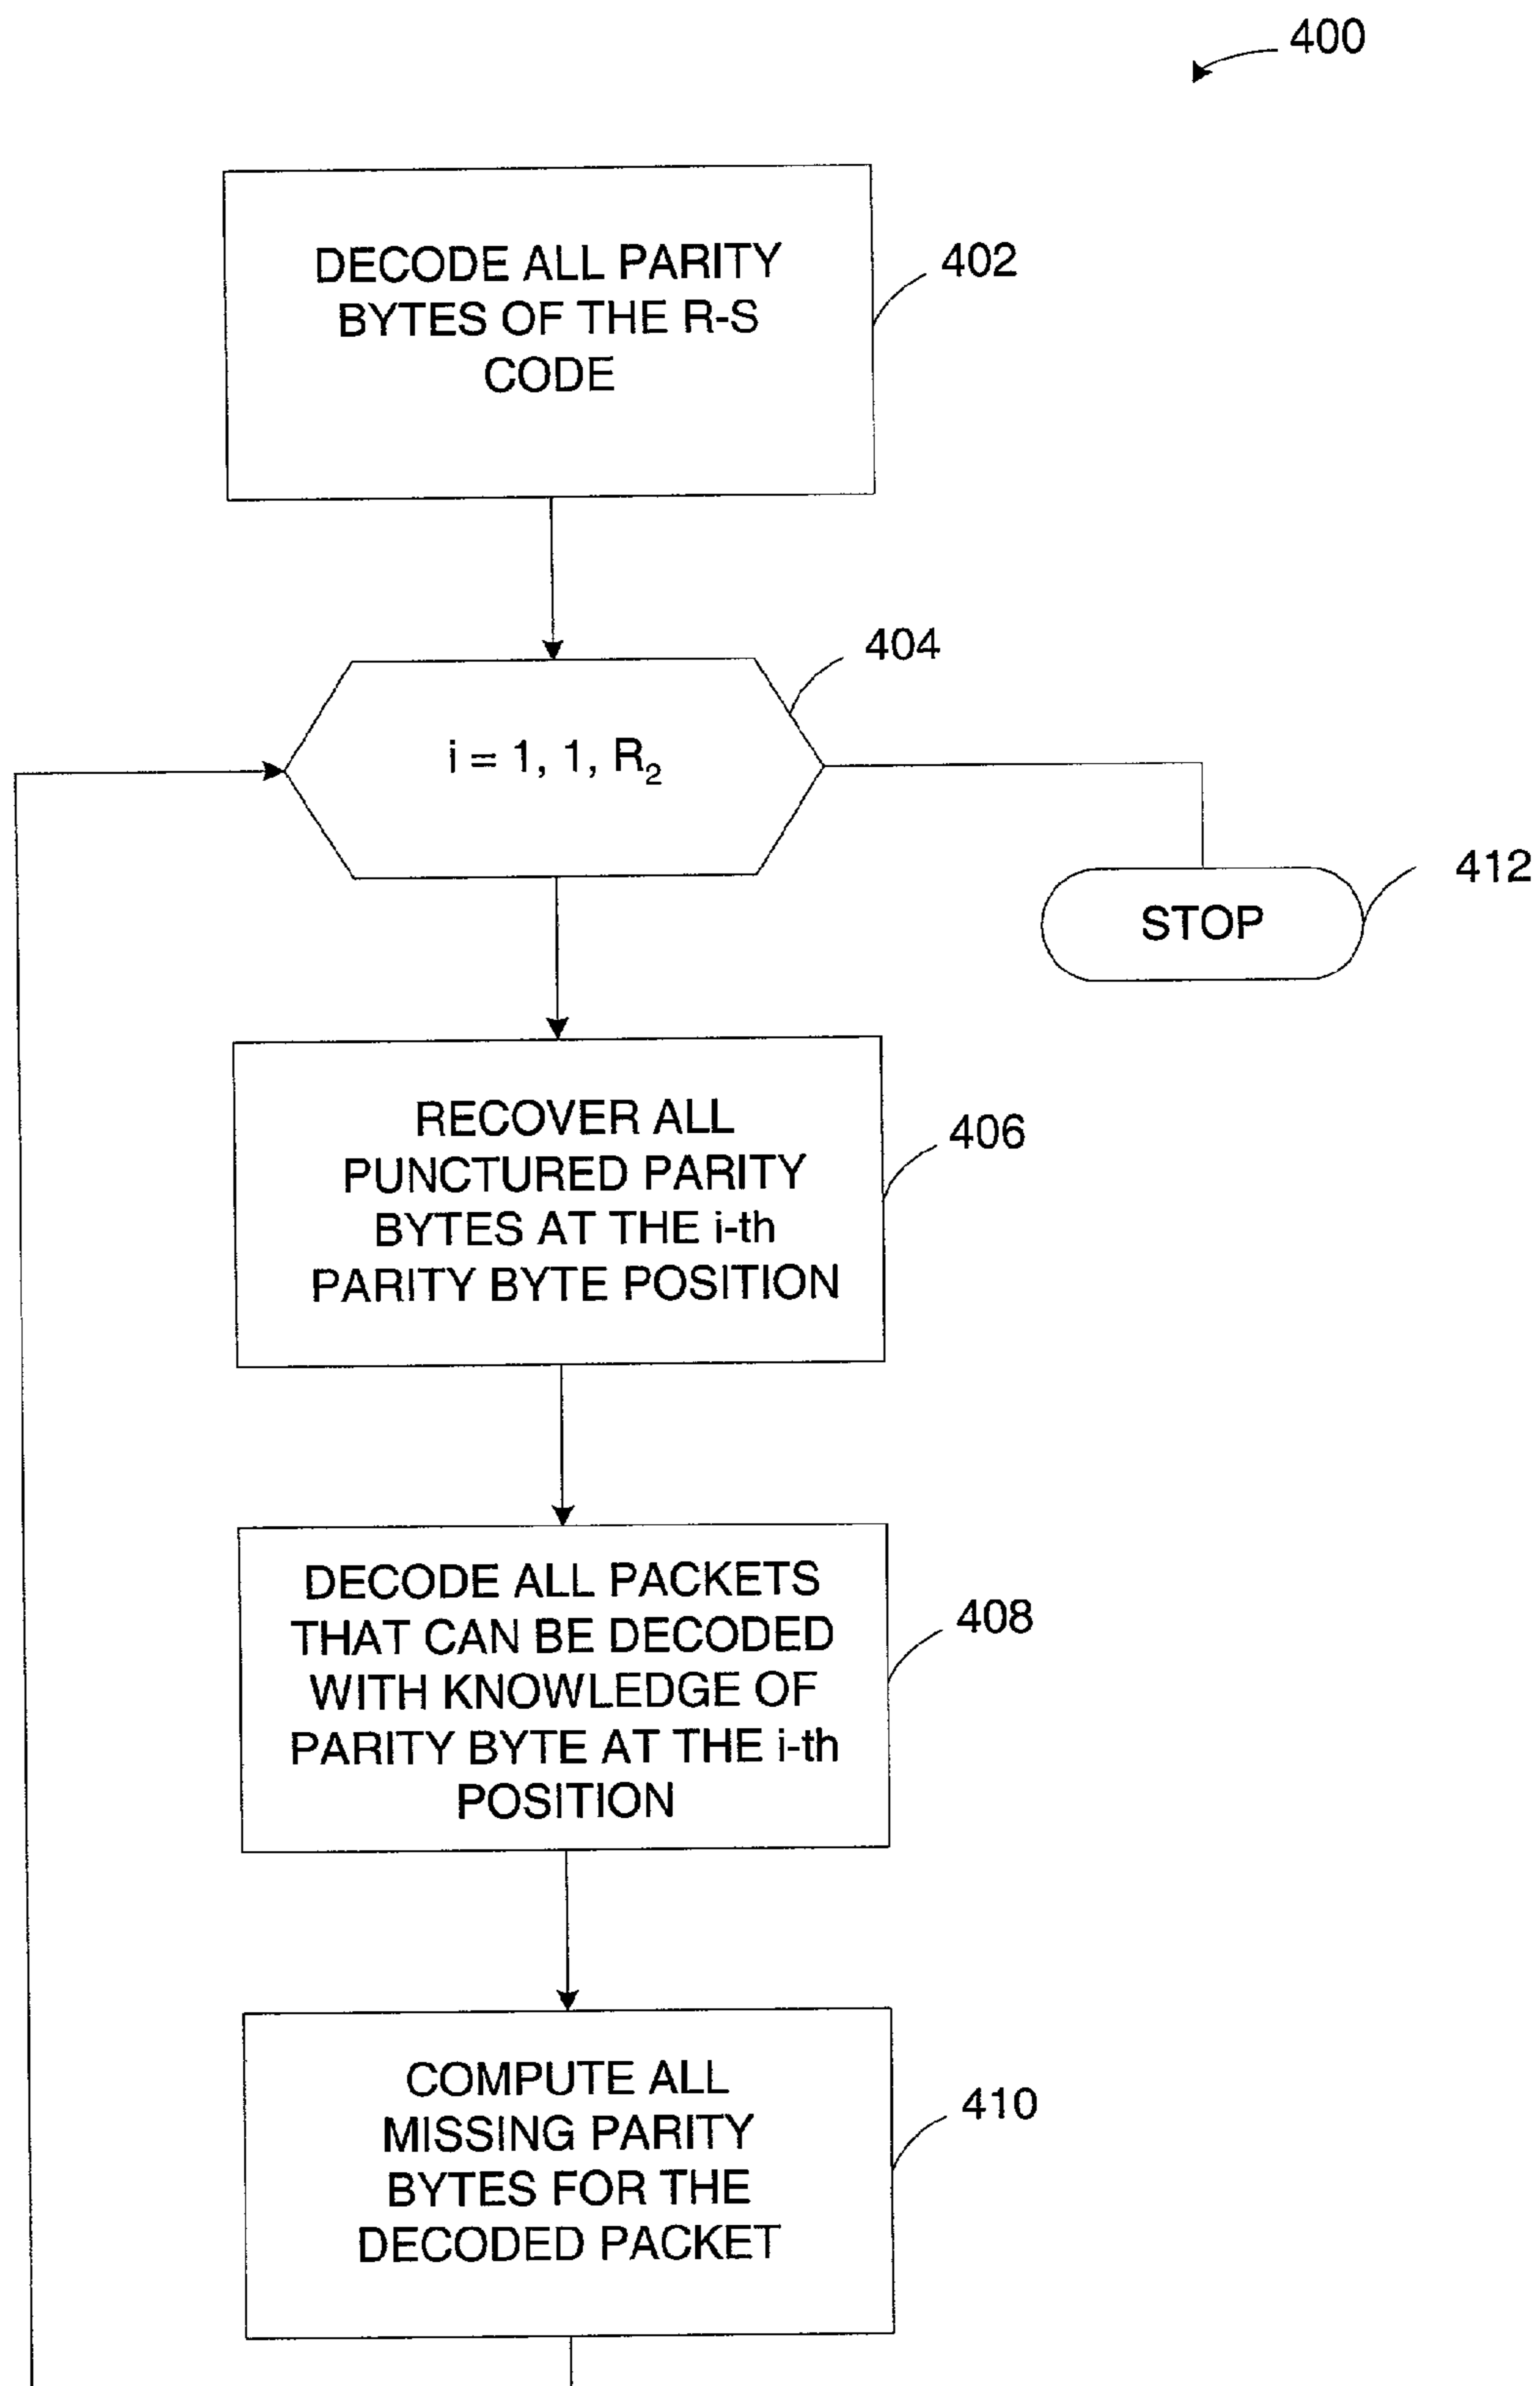 400
DECODE ALL PARITY
BYTES OF THE R-S
CODE
402
404
i = 1, 1, R₂
412
STOP
RECOVER ALL
PUNCTURED PARITY
BYTES AT THE i-th
PARITY BYTE POSITION
406
DECODE ALL PACKETS
THAT CAN BE DECODED
WITH KNOWLEDGE OF
PARITY BYTE AT THE i-th
POSITION
408
COMPUTE ALL
MISSING PARITY
BYTES FOR THE
DECODED PACKET
410